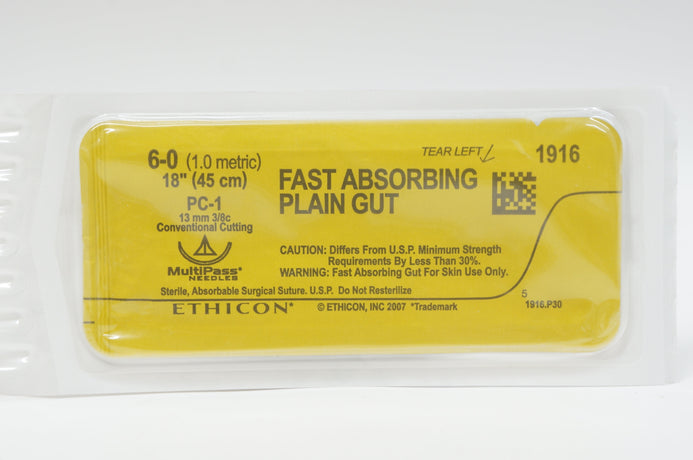 6-0 (1.0 metric)
18" (45 cm)
PC-1
13 mm 3/8c
Conventional Cutting
MultiPass*
NEEDLES
TEAR LEFT
1916
FAST ABSORBING
PLAIN GUT
CAUTION: Differs From U.S.P. Minimum Strength
Requirements By Less Than 30%.
WARNING: Fast Absorbing Gut For Skin Use Only.
Sterile, Absorbable Surgical Suture. U.S.P. Do Not Resterilize
ETHICON* © ETHICON, INC 2007 *Trademark
5
1916.P30